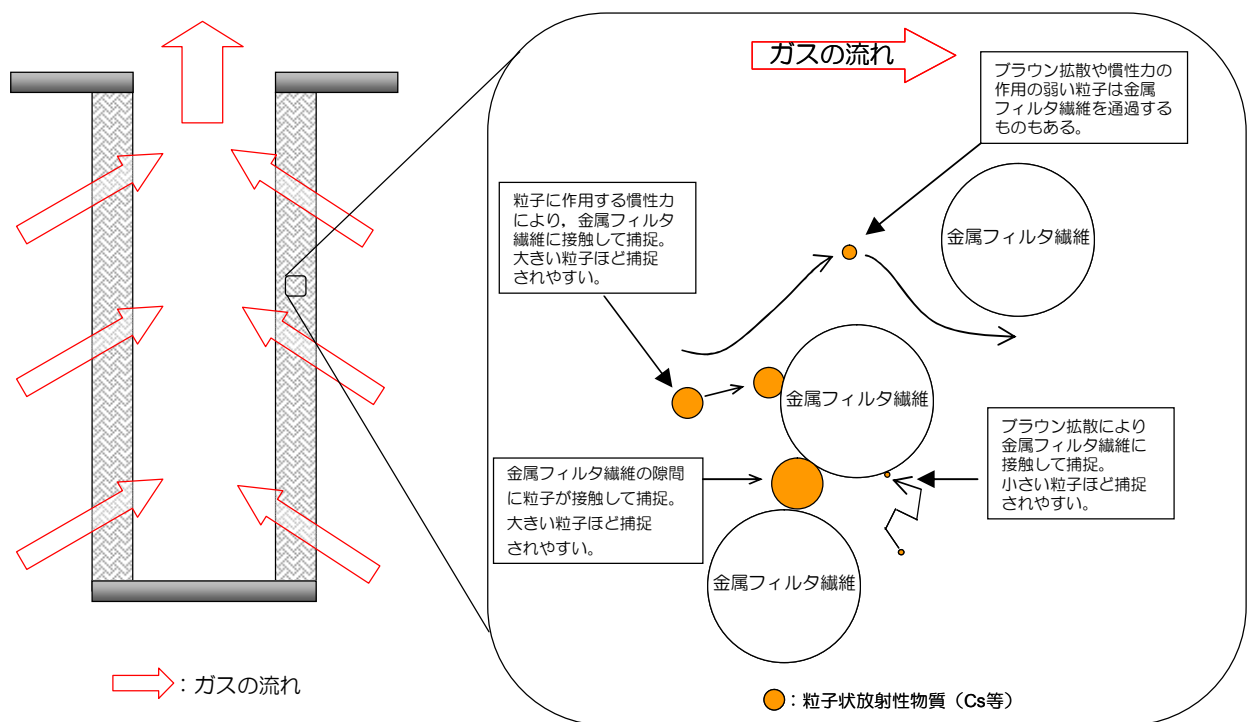 ガスの流れ
ブラウン拡散や慣性力の
作用の弱い粒子は金属
フィルタ繊維を通過する
ものもある。
粒子に作用する慣性力
により，金属フィルタ
繊維に接触して捕捉。
大きい粒子ほど捕捉
されやすい。
金属フィルタ繊維
金属フィルタ繊維
ブラウン拡散により
金属フィルタ繊維に
接触して捕捉。
小さい粒子ほど捕捉
されやすい。
金属フィルタ繊維の隙間
に粒子が接触して捕捉。
大きい粒子ほど捕捉
されやすい。
金属フィルタ繊維
：ガスの流れ
：粒子状放射性物質（Cs等）